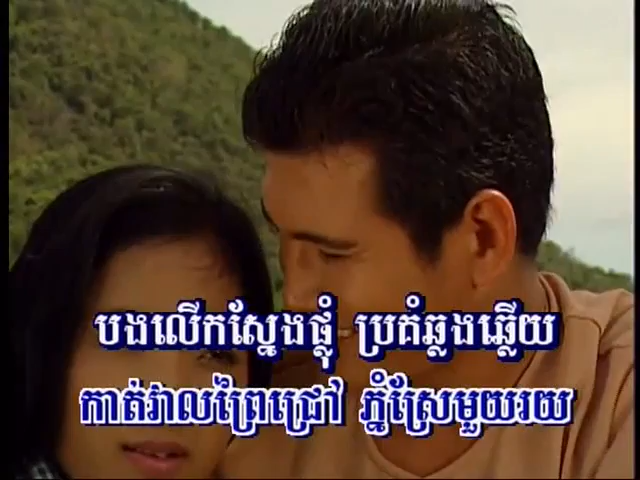 បងលើកស្នែងផ្លុំ ប្រគំឆ្លងឆ្លើយ
កាត់វាលព្រៃជ្រៅ ភ្នំស្រែមួយរយ